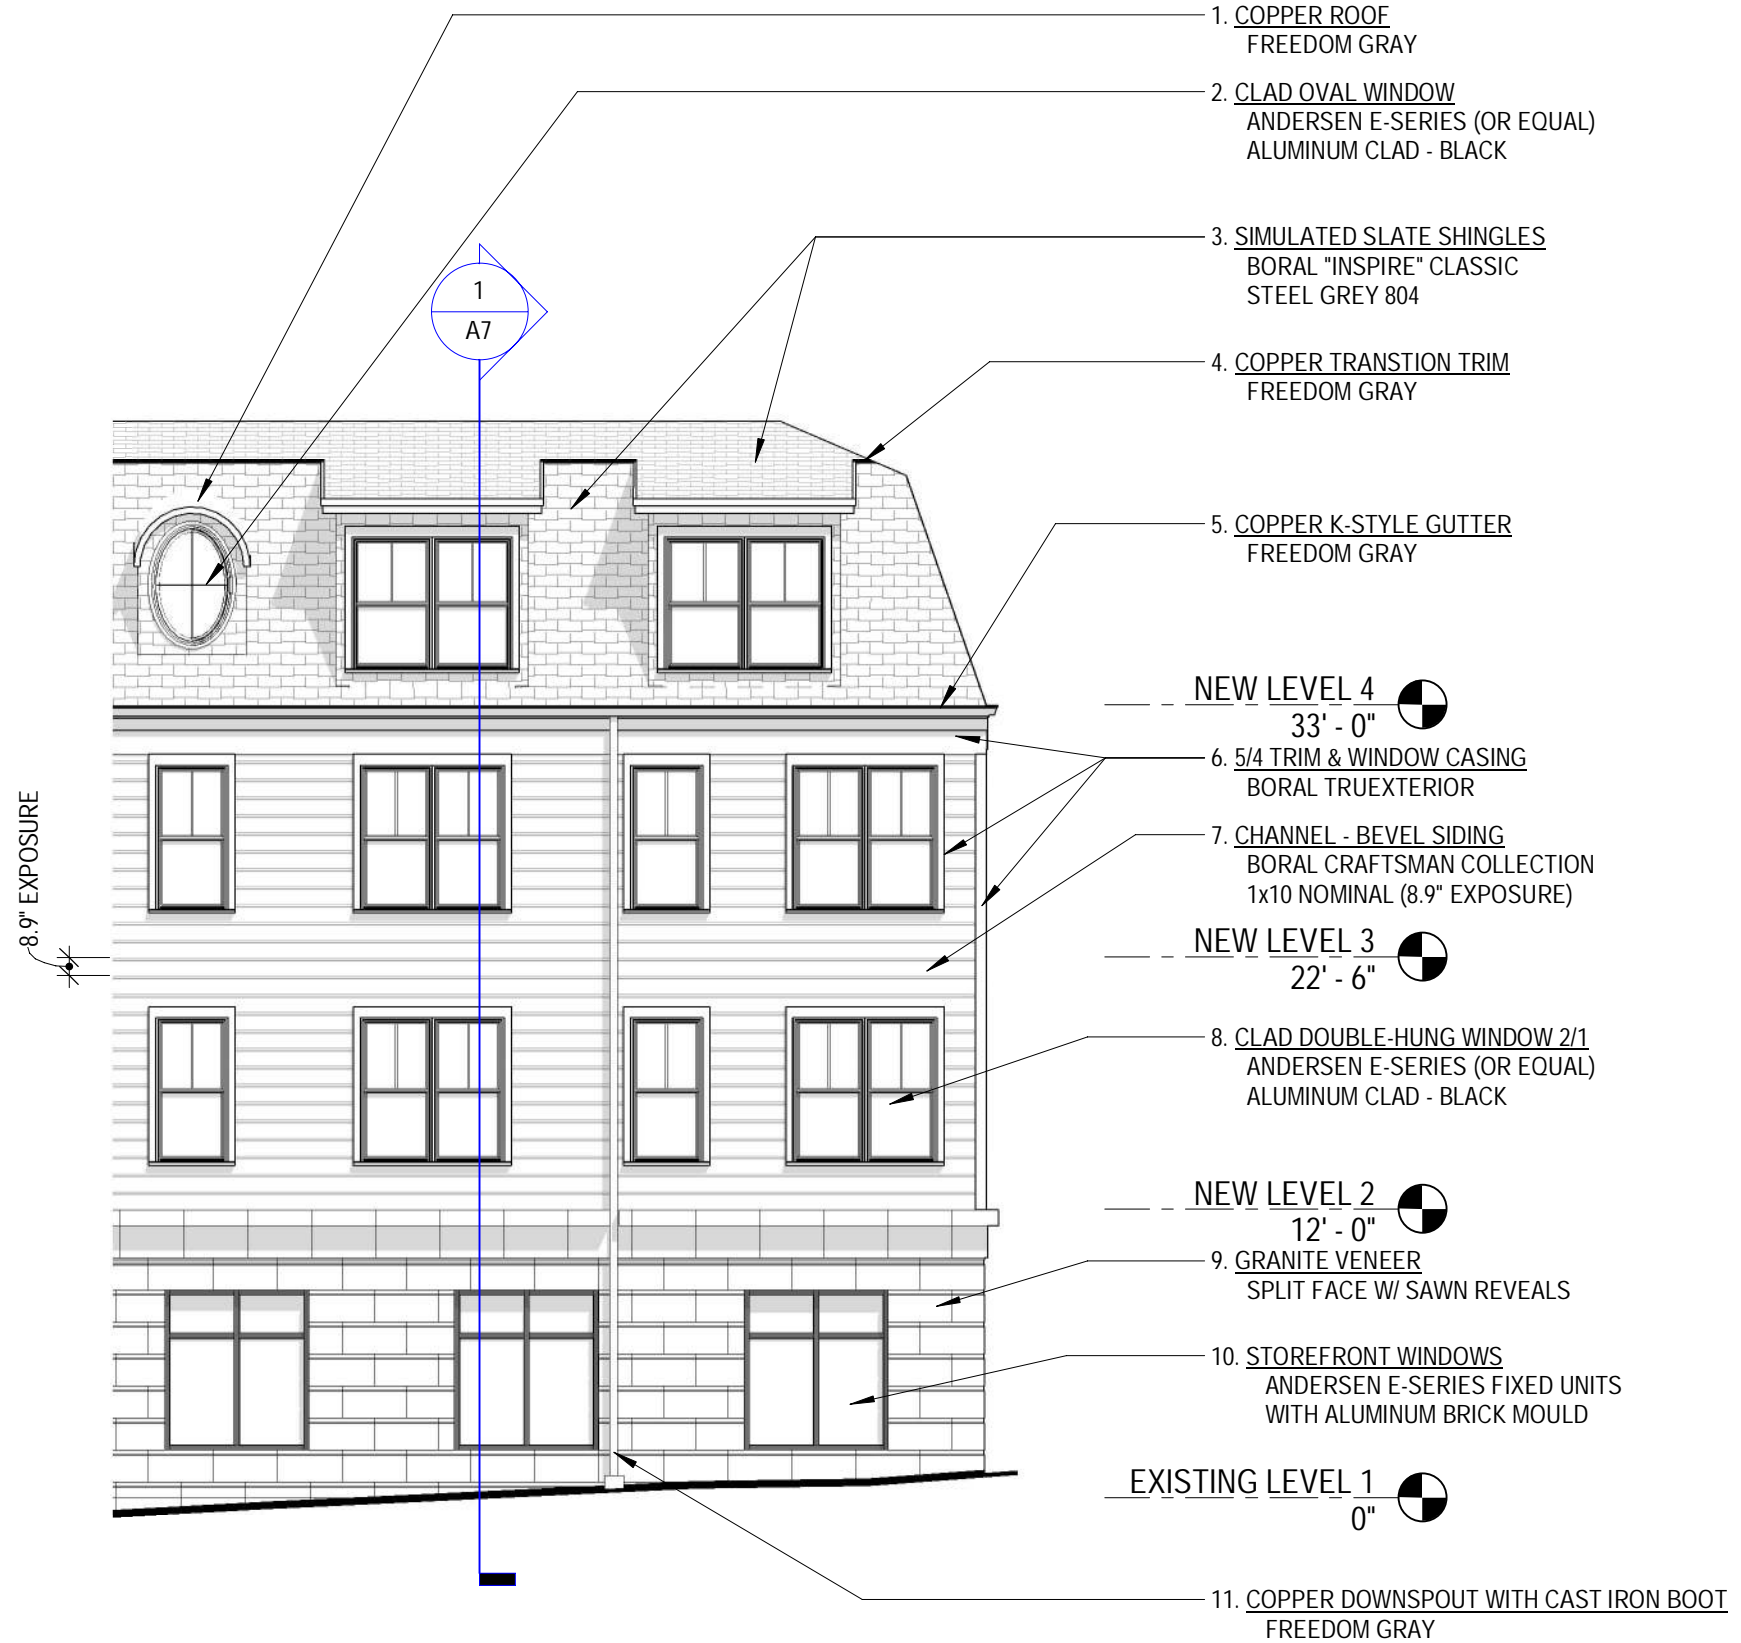 1. COPPER ROOF
FREEDOM GRAY
2. CLAD OVAL WINDOW
ANDERSEN E-SERIES (OR EQUAL)
ALUMINUM CLAD - BLACK
3. SIMULATED SLATE SHINGLES
BORAL "INSPIRE" CLASSIC
STEEL GREY 804
1
A7
4. COPPER TRANSTION TRIM
FREEDOM GRAY
5. COPPER K-STYLE GUTTER
FREEDOM GRAY
NEW LEVEL 4
33' - 0"
6. 5/4 TRIM & WINDOW CASING
BORAL TRUEXTERIOR
7. CHANNEL - BEVEL SIDING
BORAL CRAFTSMAN COLLECTION
1x10 NOMINAL (8.9" EXPOSURE)
8.9" EXPOSURE
NEW LEVEL 3
22' - 6"
8. CLAD DOUBLE-HUNG WINDOW 2/1
ANDERSEN E-SERIES (OR EQUAL)
ALUMINUM CLAD - BLACK
NEW LEVEL 2
12' - 0"
9. GRANITE VENEER
SPLIT FACE W/ SAWN REVEALS
10. STOREFRONT WINDOWS
ANDERSEN E-SERIES FIXED UNITS
WITH ALUMINUM BRICK MOULD
EXISTING LEVEL 1
0"
11. COPPER DOWNSPOUT WITH CAST IRON BOOT
FREEDOM GRAY